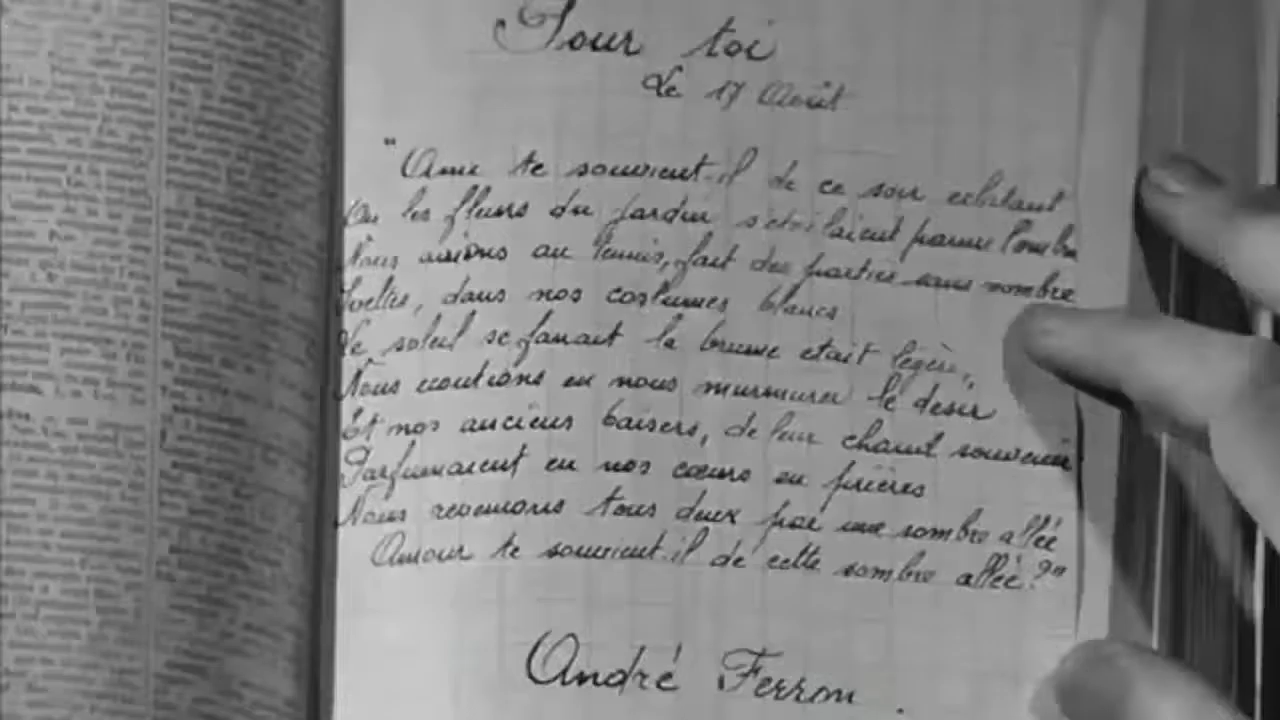 Pour toi
Le 17 Août
"Amie te souvient-il de ce soir éclatant
Ou les fleurs du jardin s'étoilaient parmi l'ombre
Nous avions au tennis, fait des parties sans nombre
Sveltes, dans nos costumes blancs
Le soleil se fanait la brume était légère,
Nous écoutions en nous murmurer le désir
Et nos anciens baisers, de leur chaud souvenir
Parfumaient en nos cœurs en prières
Nous revenions tous deux par une sombre allée
Amour te souvient-il de cette sombre allée?"
André Ferron.